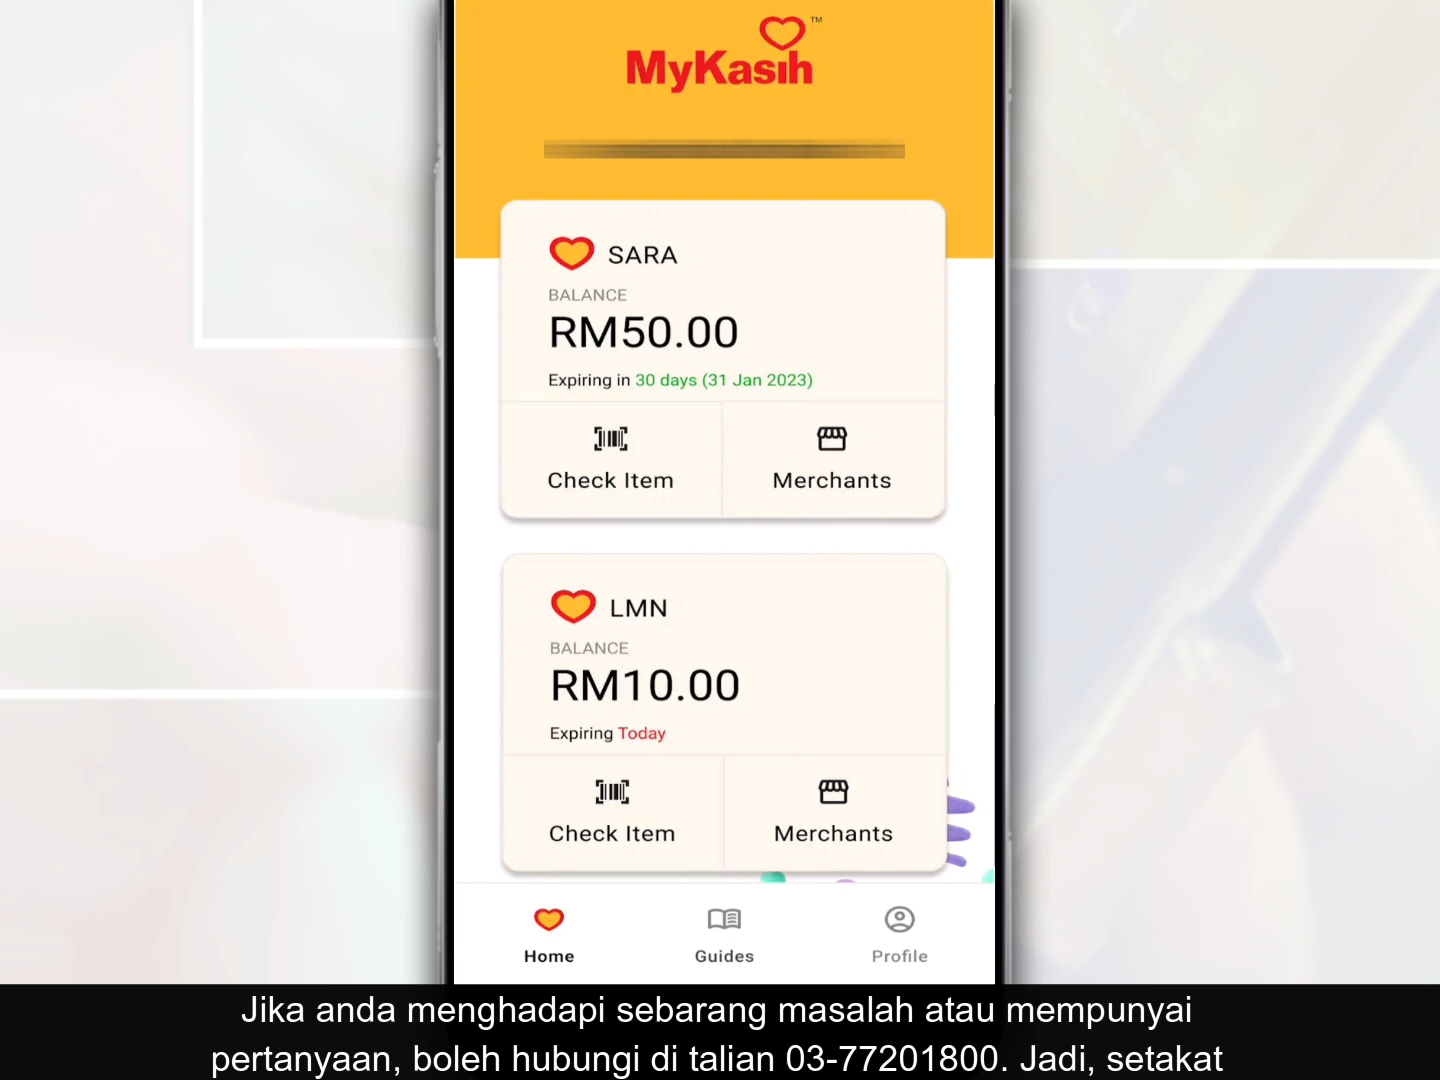 MyKasih™
SARA
BALANCE
RM50.00
Expiring in 30 days (31 Jan 2023)
Check Item
Merchants
LMN
BALANCE
RM10.00
Expiring Today
Check Item
Merchants
Home
Guides
Profile
Jika anda menghadapi sebarang masalah atau mempunyai
pertanyaan, boleh hubungi di talian 03-77201800. Jadi, setakat